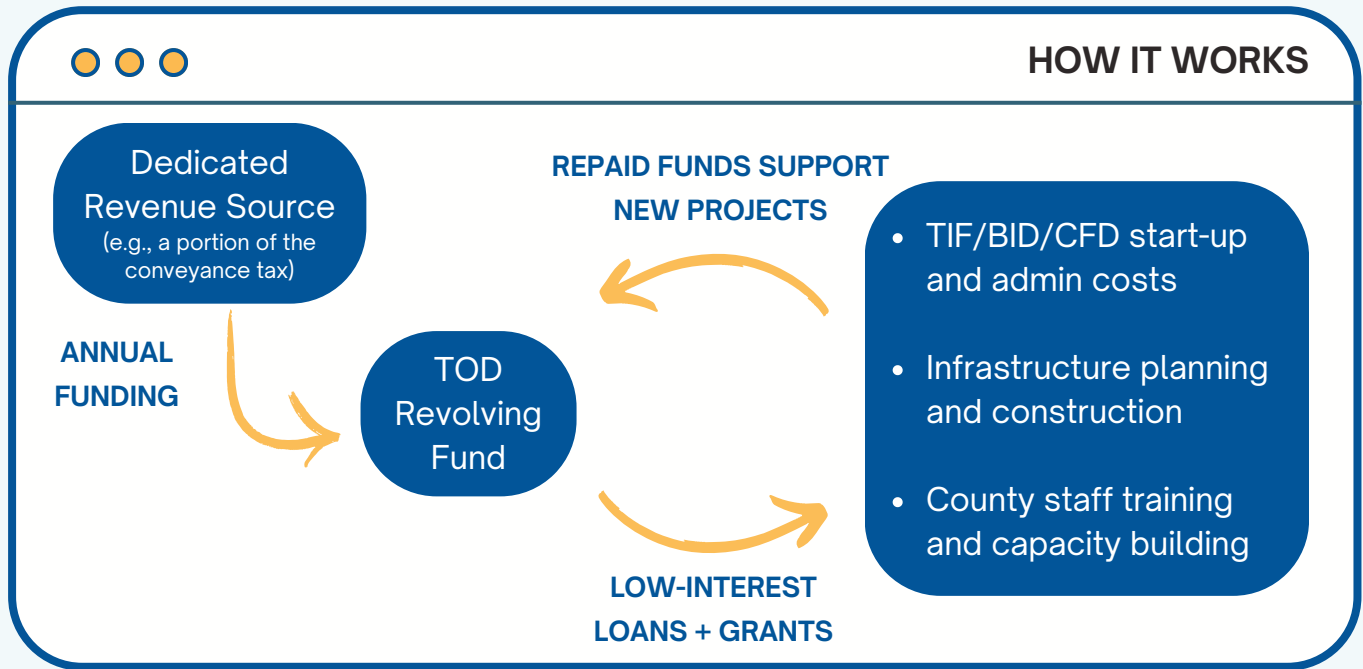 HOW IT WORKS
Dedicated
Revenue Source
(e.g., a portion of the
conveyance tax)
ANNUAL
FUNDING
TOD
Revolving
Fund
REPAID FUNDS SUPPORT
NEW PROJECTS
LOW-INTEREST
LOANS + GRANTS
• TIF/BID/CFD start-up
and admin costs
• Infrastructure planning
and construction
• County staff training
and capacity building